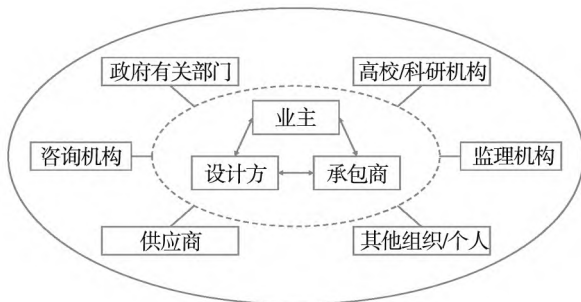 政府有关部门
高校/科研机构
业主
咨询机构
设计方
承包商
监理机构
供应商
其他组织/个人